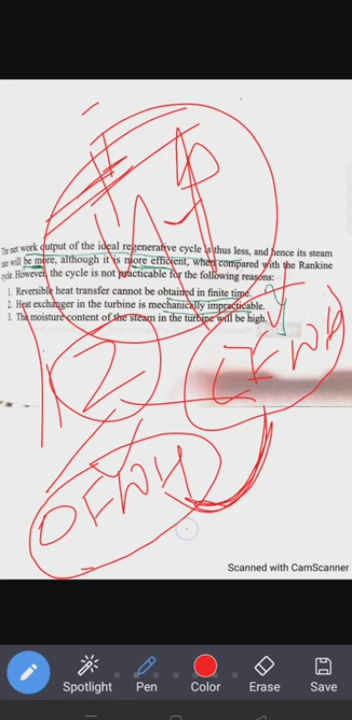 The net work output of the ideal regenerative cycle is thus less, and hence its steam
rate will be more, although it is more efficient, when compared with the Rankine
cycle. However, the cycle is not practicable for the following reasons:
1. Reversible heat transfer cannot be obtained in finite time.
2. Heat exchanger in the turbine is mechanically impracticable.
3. The moisture content of the steam in the turbine will be high.
CFWH
OFWH
Scanned with CamScanner
Spotlight Pen Color Erase Save